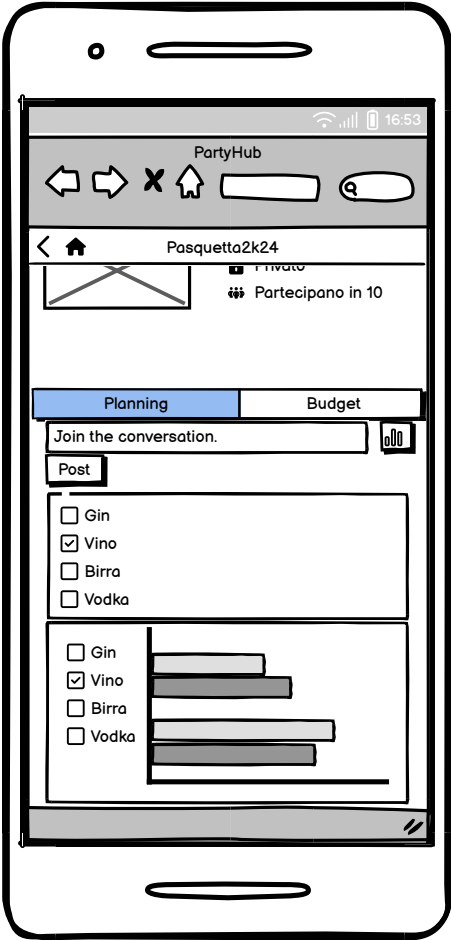 16:53
PartyHub
Pasquetta2k24
Privato
Partecipano in 10
Planning Budget
Join the conversation.
Post
Gin
Vino
Birra
Vodka
Gin
Vino
Birra
Vodka